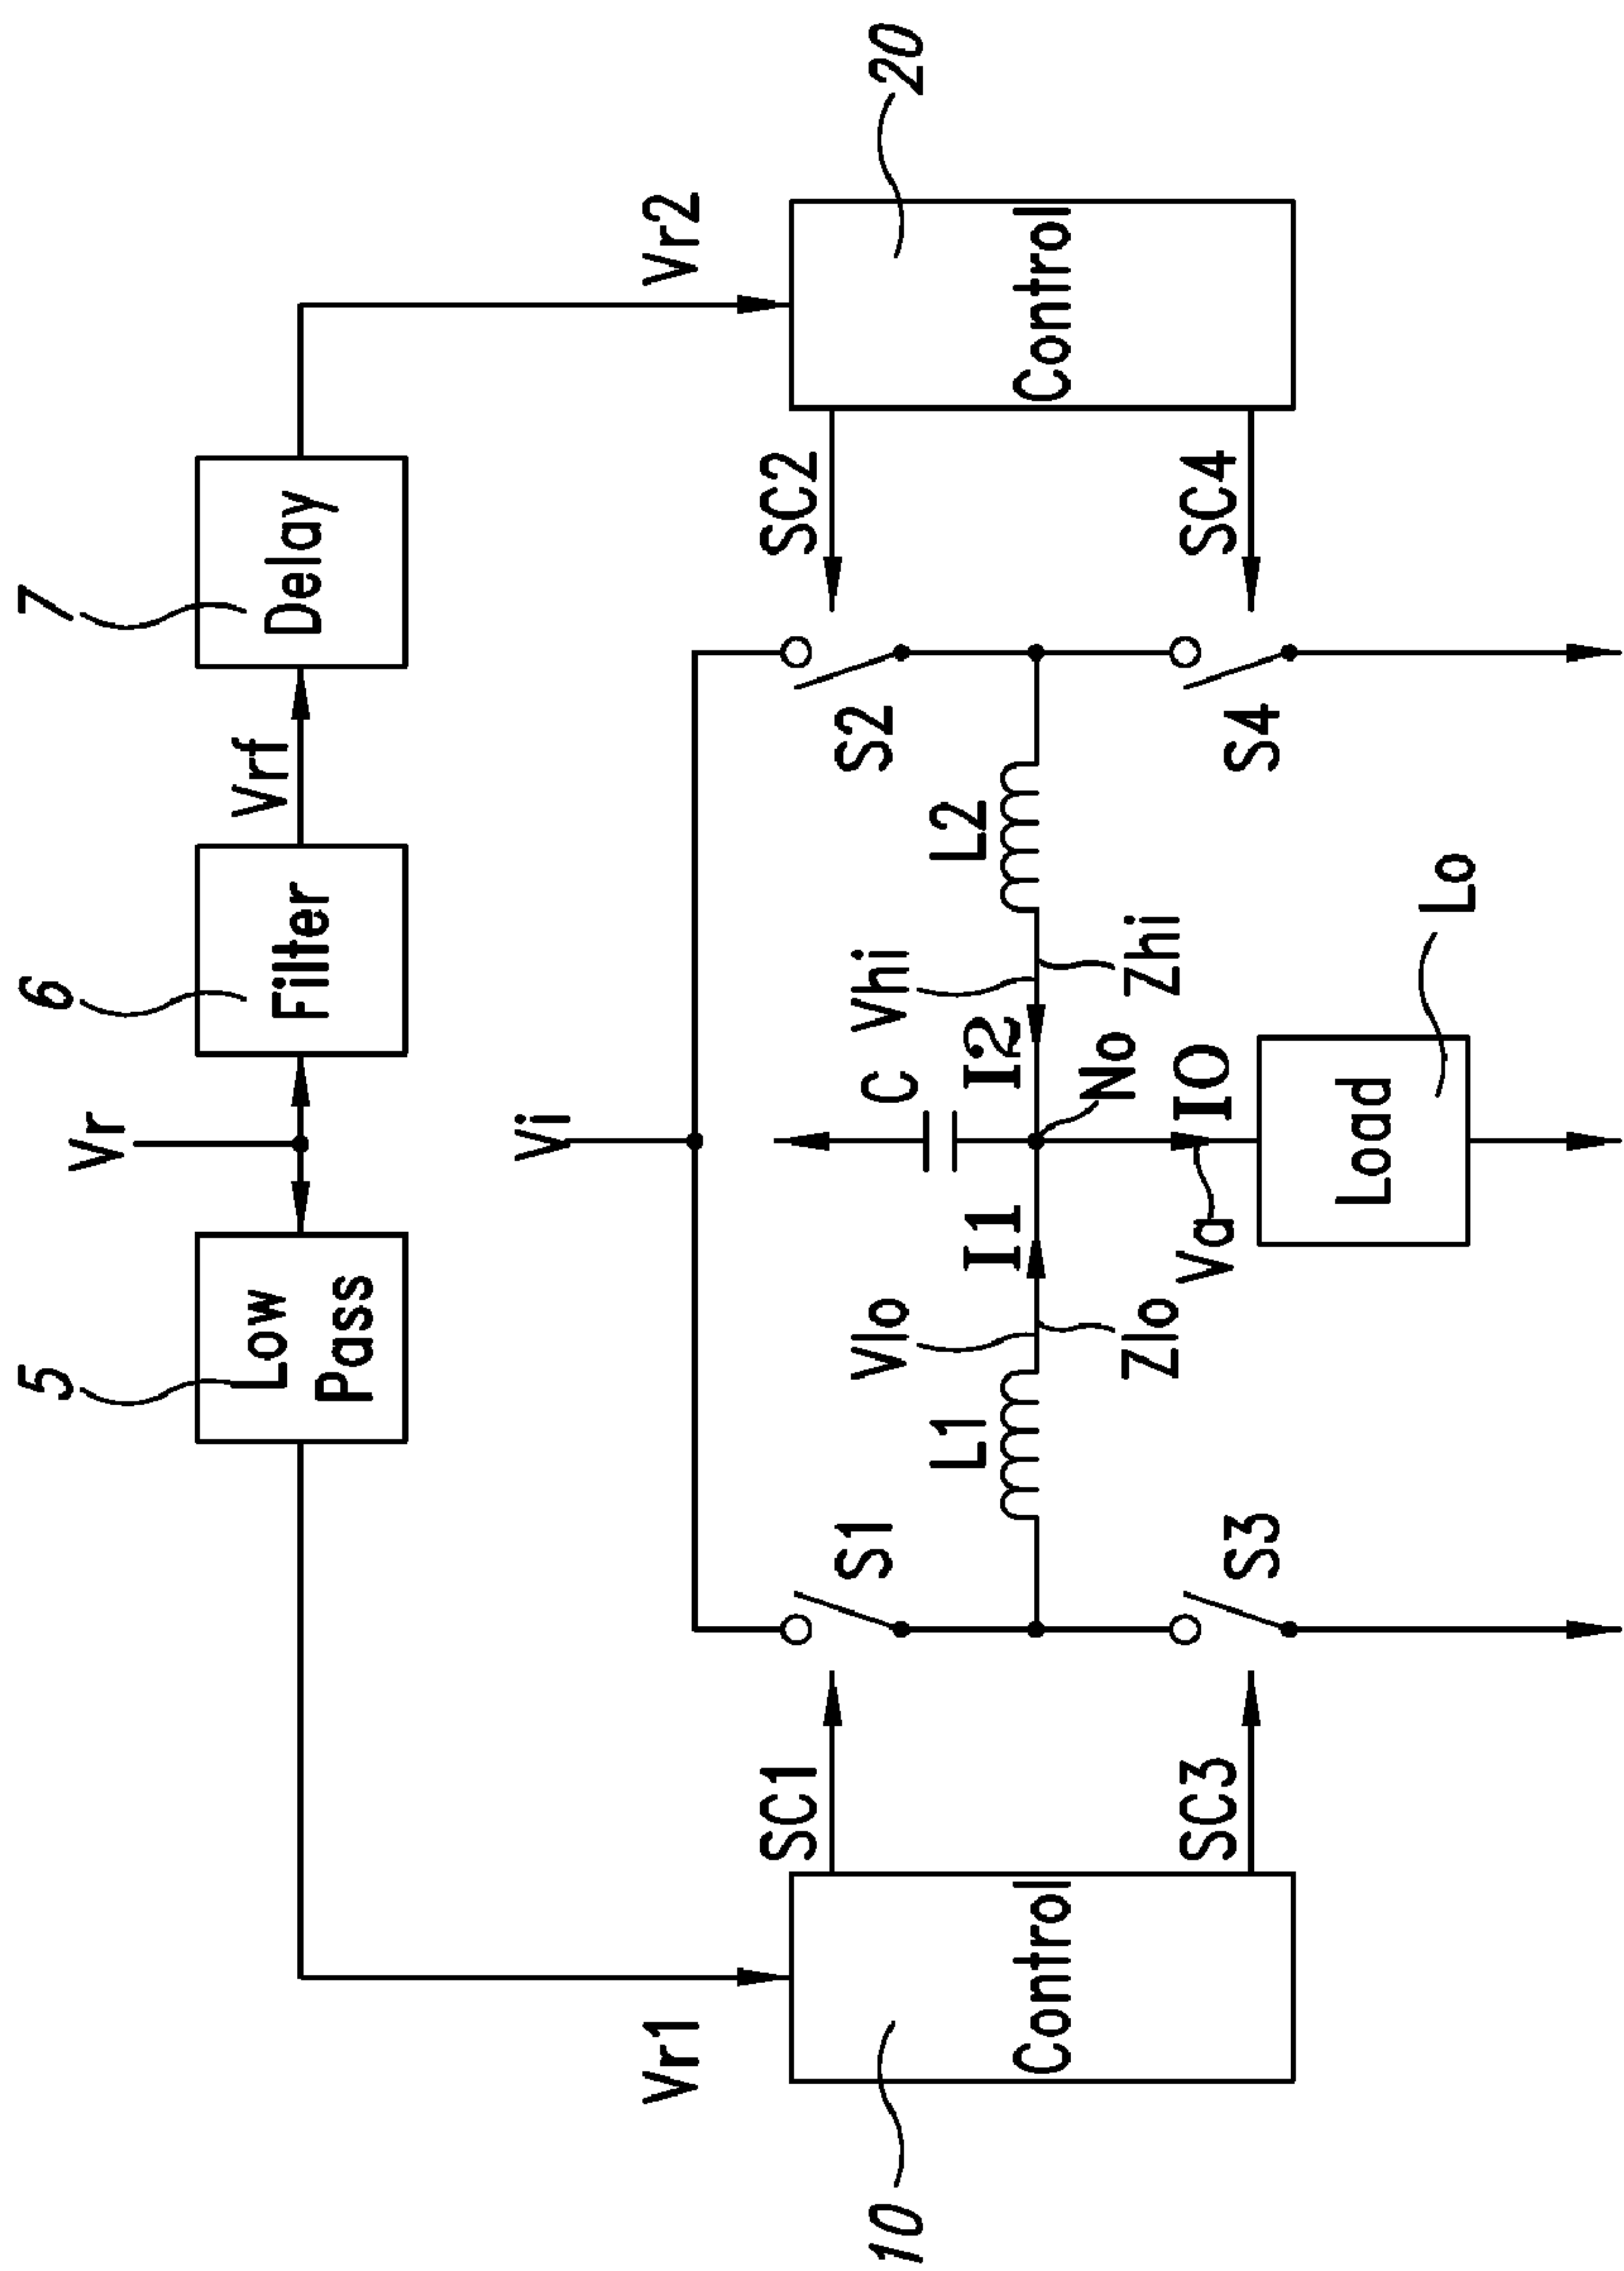 5
6
7
Vr
Low
Pass
Filter
Vrf
Delay
Vi
Vr1
Vr2
10
20
Control
Control
SC1
SC2
SC3
SC4
S1
S2
S3
S4
L1
L2
Vlo
Vhi
C
I1
I2
Zlo
Zhi
No
Va
IO
Load
Lo